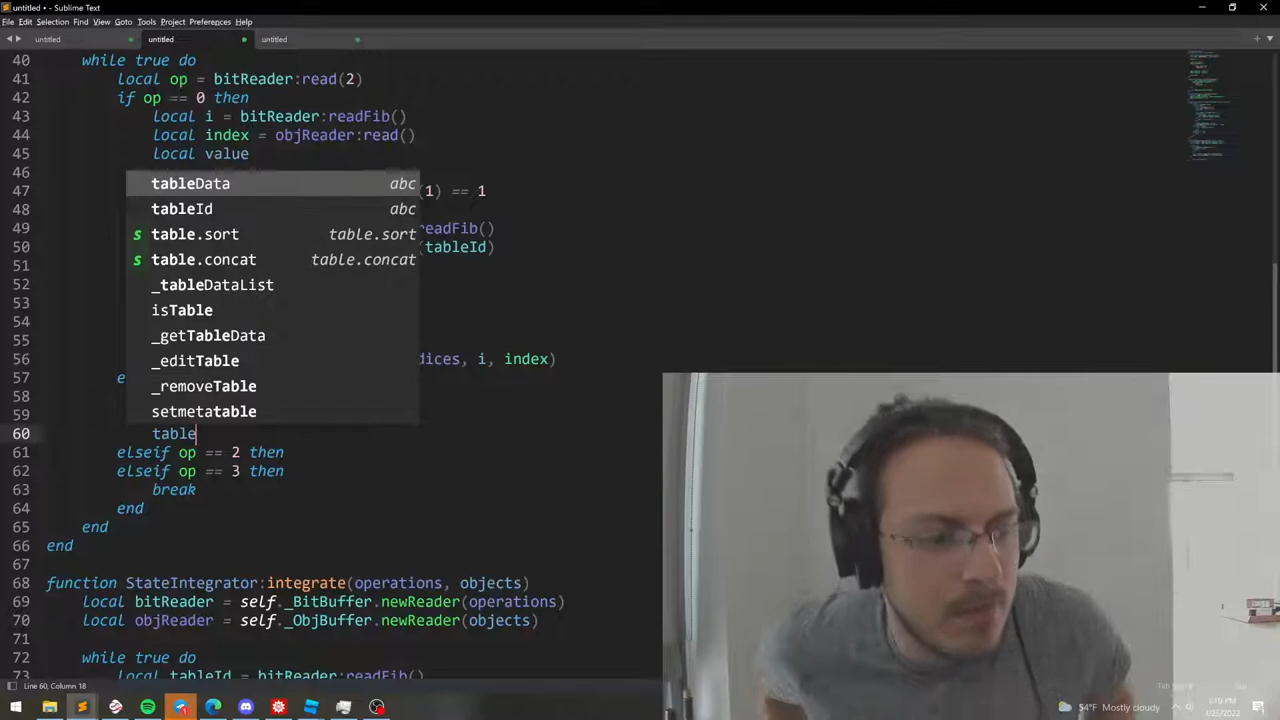 untitled • - Sublime Text
File Edit Selection Find View Goto Tools Project Preferences Help
untitled untitled untitled
40 while true do
41 local op = bitReader:read(2)
42 if op == 0 then
43 local i = bitReader:readFib()
44 local index = objReader:read()
45 local value
46
47 (1) == 1
48
49 readFib()
50 (tableId)
51
52
53
54
55
56 dices, i, index)
57 e
58
59
60 table
61 elseif op == 2 then
62 elseif op == 3 then
63 break
64 end
65 end
66 end
67
68 function StateIntegrator:integrate(operations, objects)
69 local bitReader = self._BitBuffer.newReader(operations)
70 local objReader = self._ObjBuffer.newReader(objects)
71
72 while true do
73 local tableId = bitReader:readFib()
tableData abc
tableId abc
s table.sort table.sort
s table.concat table.concat
_tableDataList
isTable
_getTableData
_editTable
_removeTable
setmetatable
Line 60, Column 18
54°F Mostly cloudy